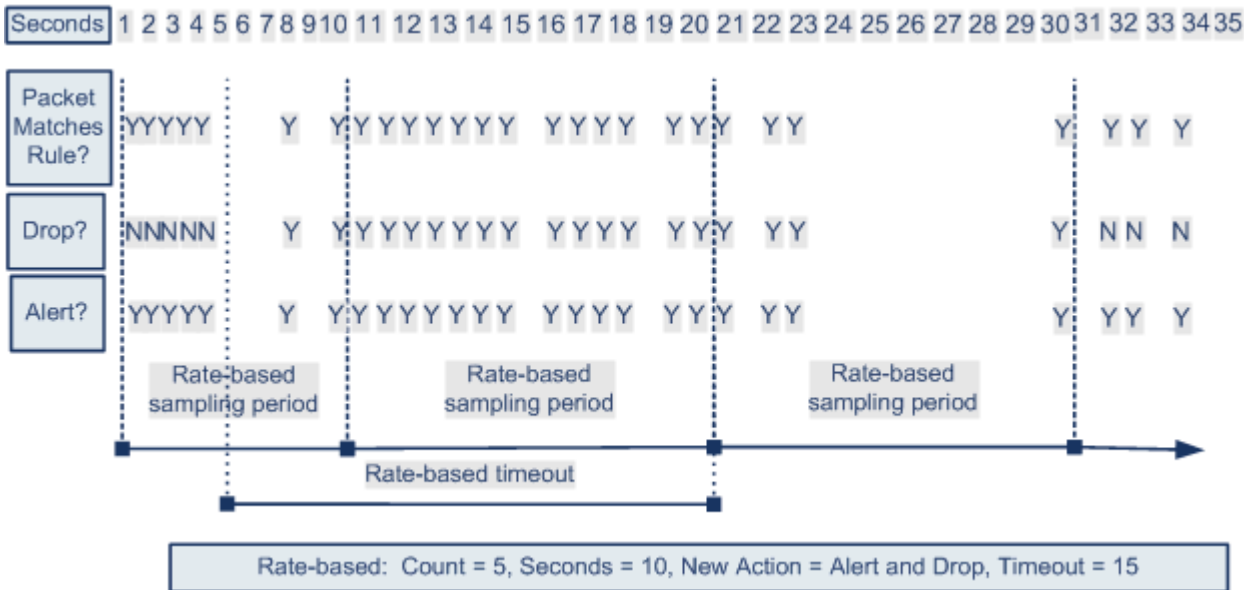 Seconds 1 2 3 4 5 6 7 8 9 10 11 12 13 14 15 16 17 18 19 20 21 22 23 24 25 26 27 28 29 30 31 32 33 34 35
Packet
Matches
Rule?
YYYYY Y Y Y Y Y Y Y Y Y Y Y Y Y Y Y Y Y Y Y Y Y Y
Drop?
NNNNN Y Y Y Y Y Y Y Y Y Y Y Y Y Y Y Y Y Y Y N N N
Alert?
YYYYY Y Y Y Y Y Y Y Y Y Y Y Y Y Y Y Y Y Y Y Y Y Y
Rate-based
sampling period
Rate-based
sampling period
Rate-based
sampling period
Rate-based timeout
Rate-based: Count = 5, Seconds = 10, New Action = Alert and Drop, Timeout = 15